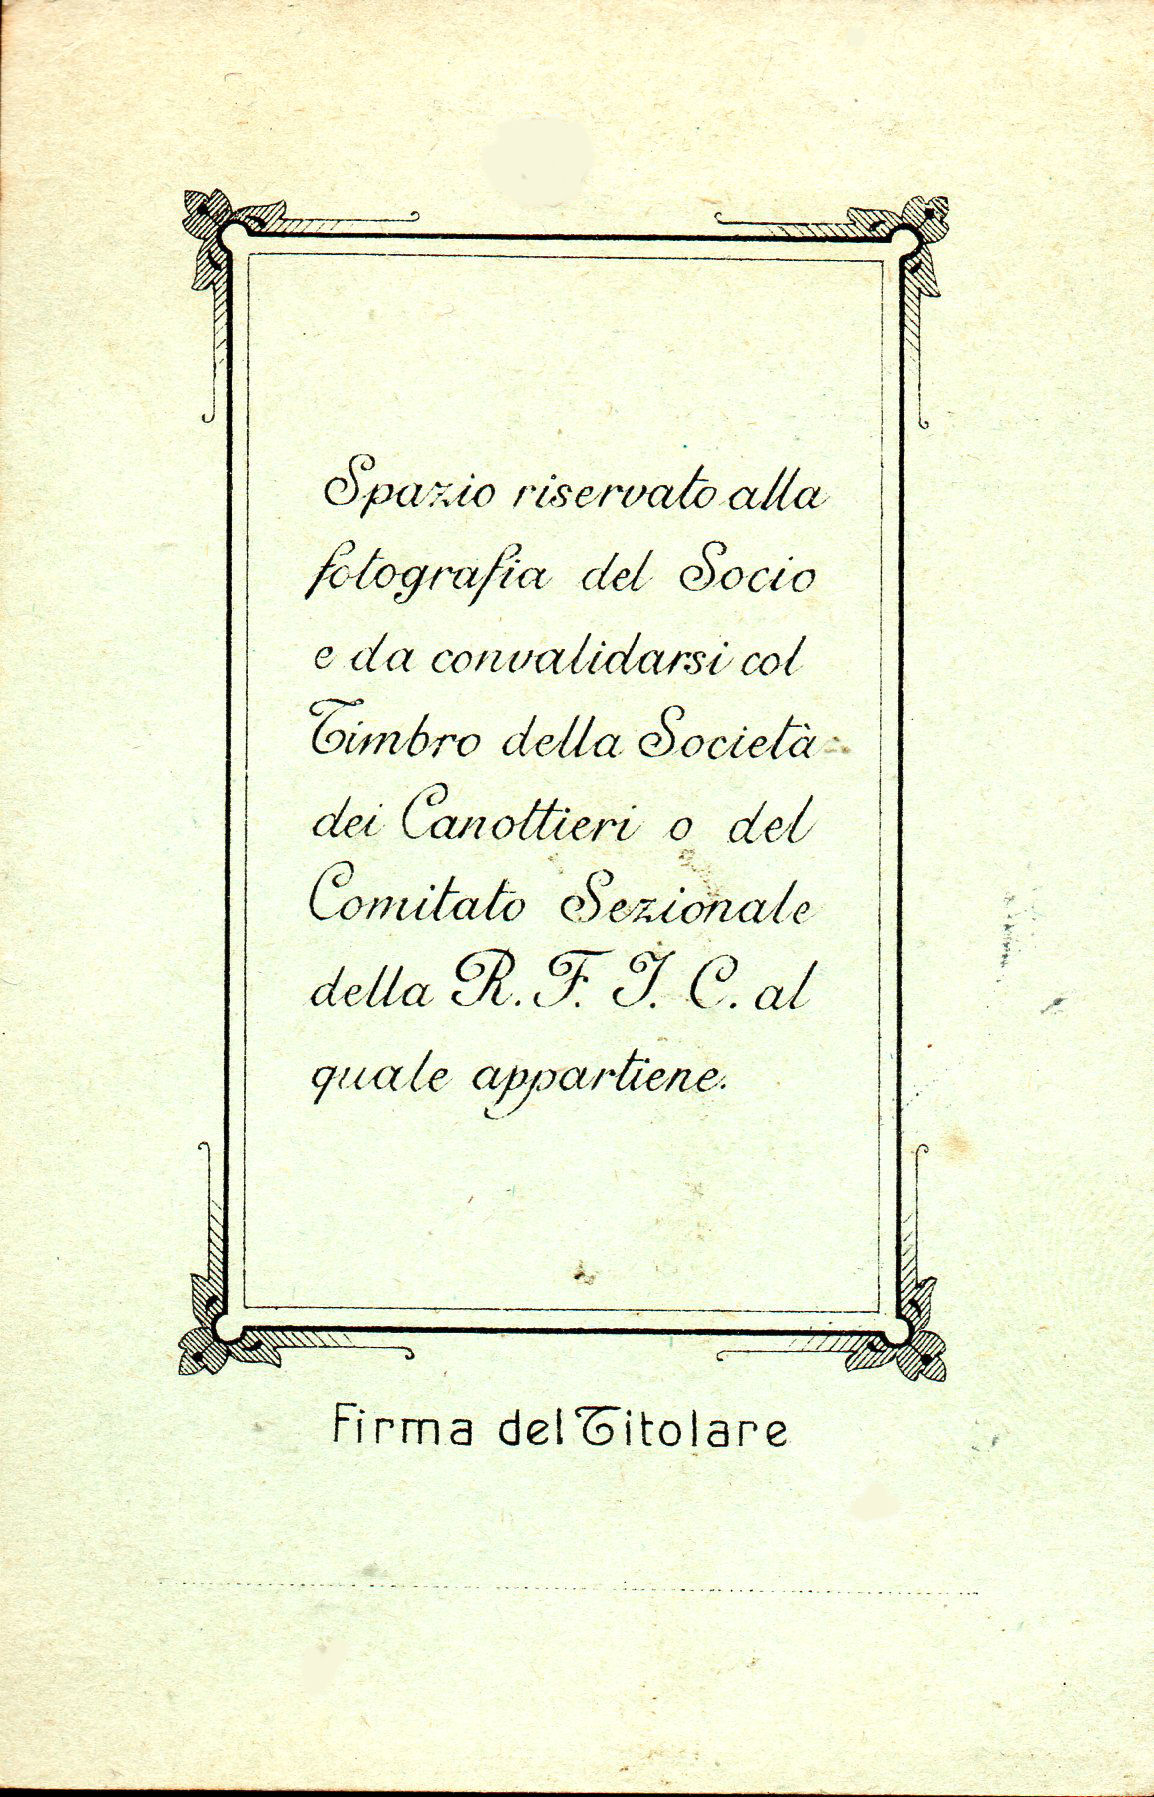 Spazio riservato alla
fotografia del Socio
e da convalidarsi col
Timbro della Società
dei Canottieri o del
Comitato Sezionale
della R. F. I. C. al
quale appartiene.
Firma del Titolare